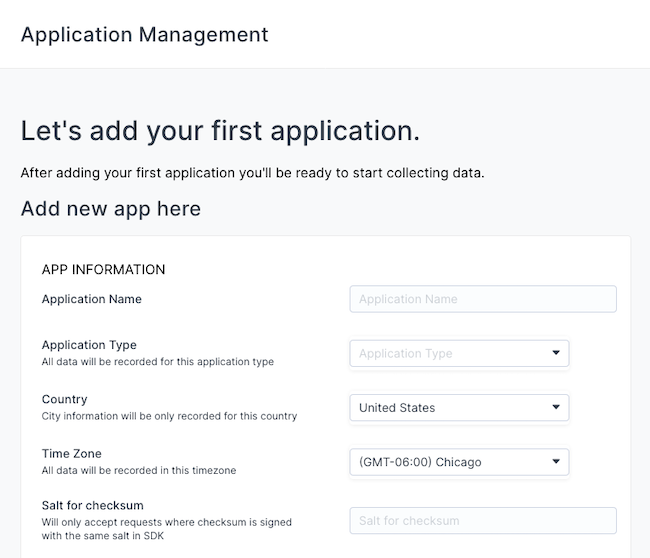 Application Management
Let's add your first application.
After adding your first application you'll be ready to start collecting data.
Add new app here
APP INFORMATION
Application Name
Application Name
Application Type
All data will be recorded for this application type
Application Type
Country
City information will be only recorded for this country
United States
Time Zone
All data will be recorded in this timezone
(GMT-06:00) Chicago
Salt for checksum
Will only accept requests where checksum is signed
with the same salt in SDK
Salt for checksum